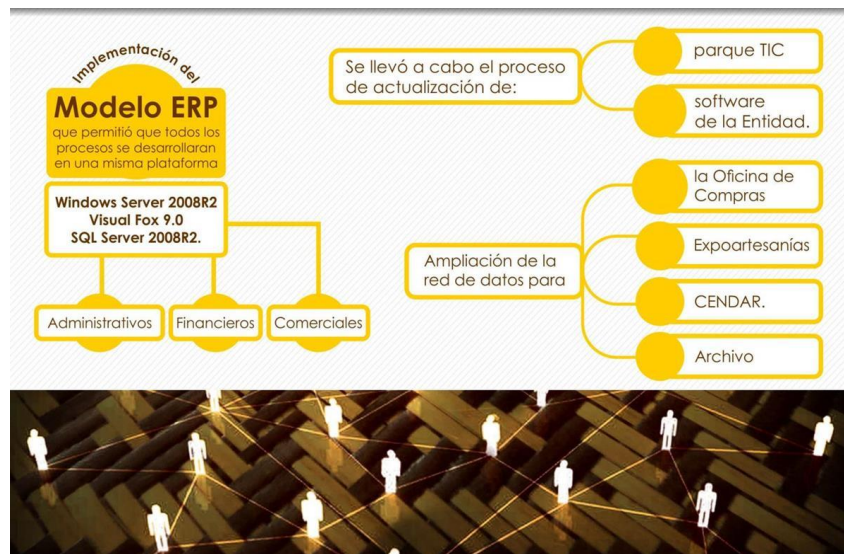 Implementación del
Modelo ERP
que permitió que todos los
procesos se desarrollaran
en una misma plataforma
Windows Server 2008R2
Visual Fox 9.0
SQL Server 2008R2.
Administrativos
Financieros
Comerciales
Se llevó a cabo el proceso
de actualización de:
parque TIC
software
de la Entidad.
Ampliación de la
red de datos para
la Oficina de
Compras
Expoartesanías
CENDAR.
Archivo